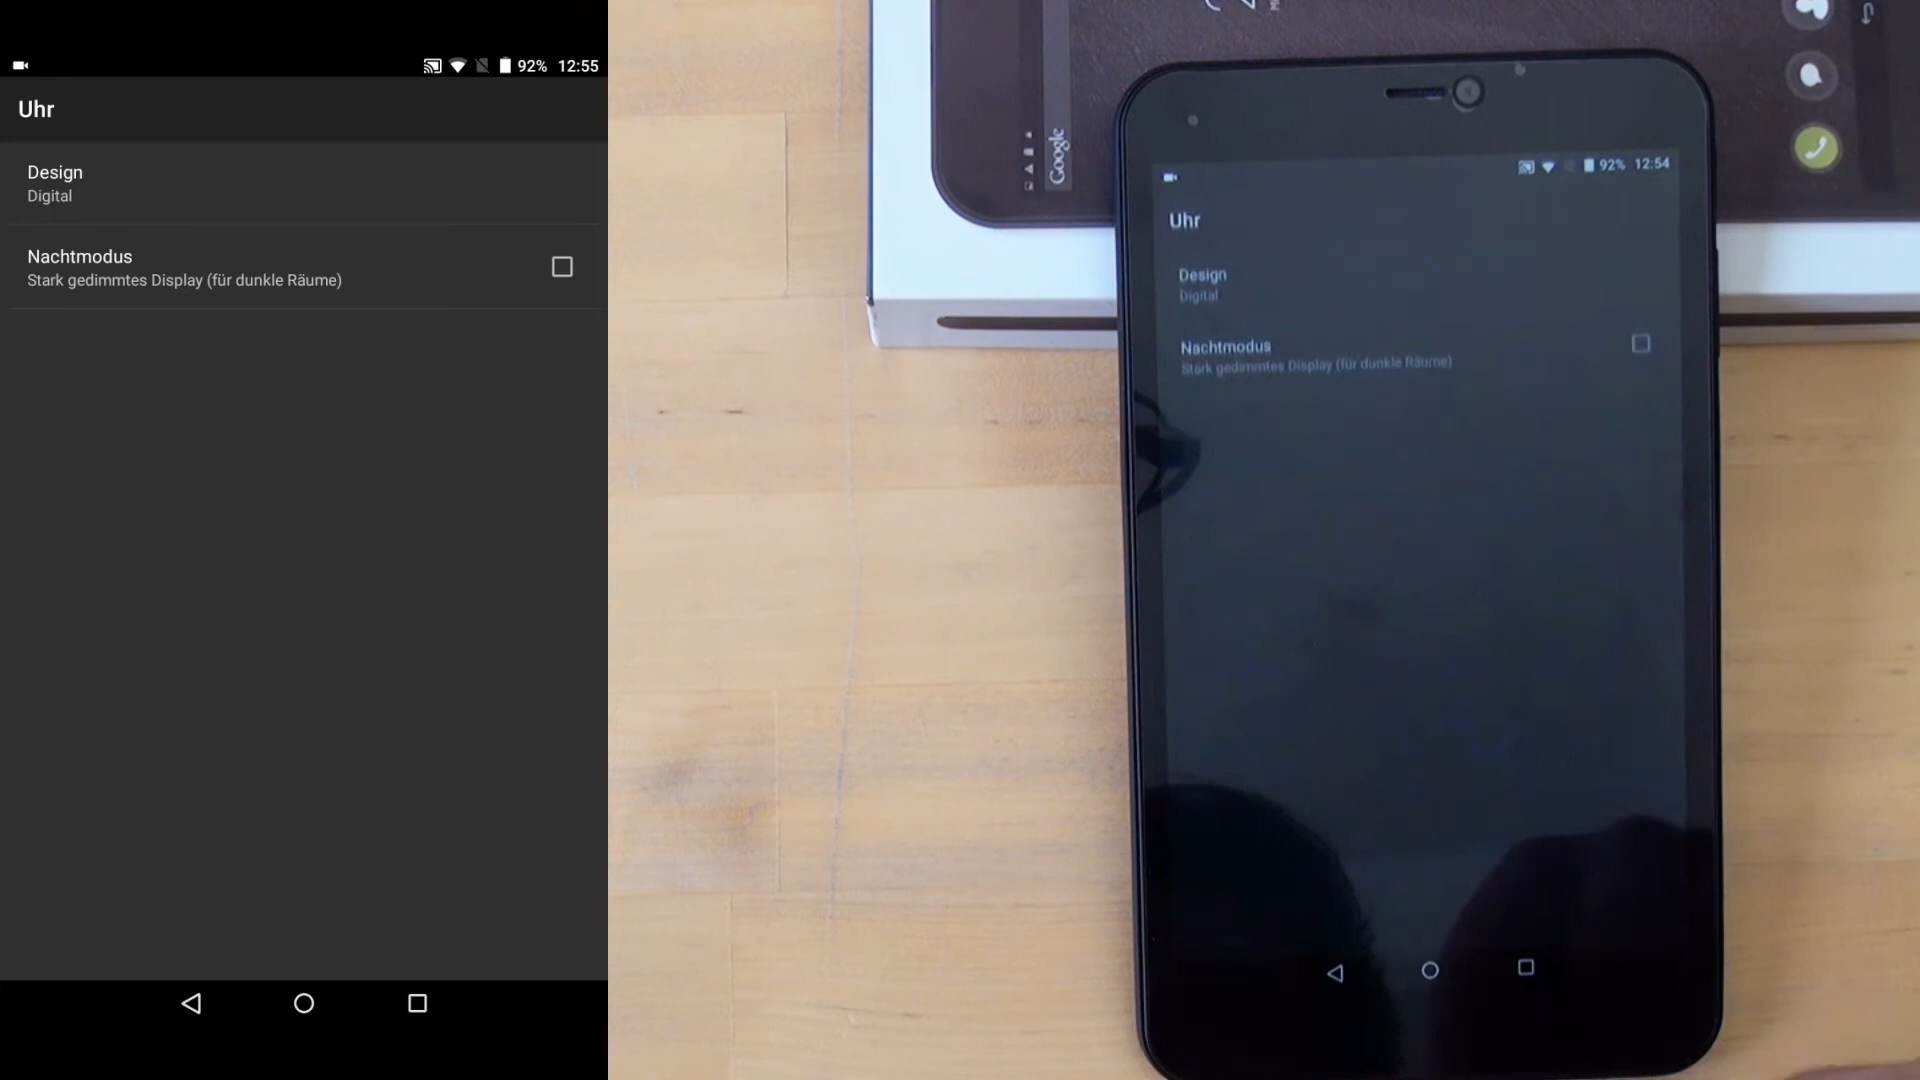 92% 12:55
Uhr
Design
Digital
Nachtmodus
Stark gedimmtes Display (für dunkle Räume)
Google
92% 12:54
Uhr
Design
Digital
Nachtmodus
Stark gedimmtes Display (für dunkle Räume)